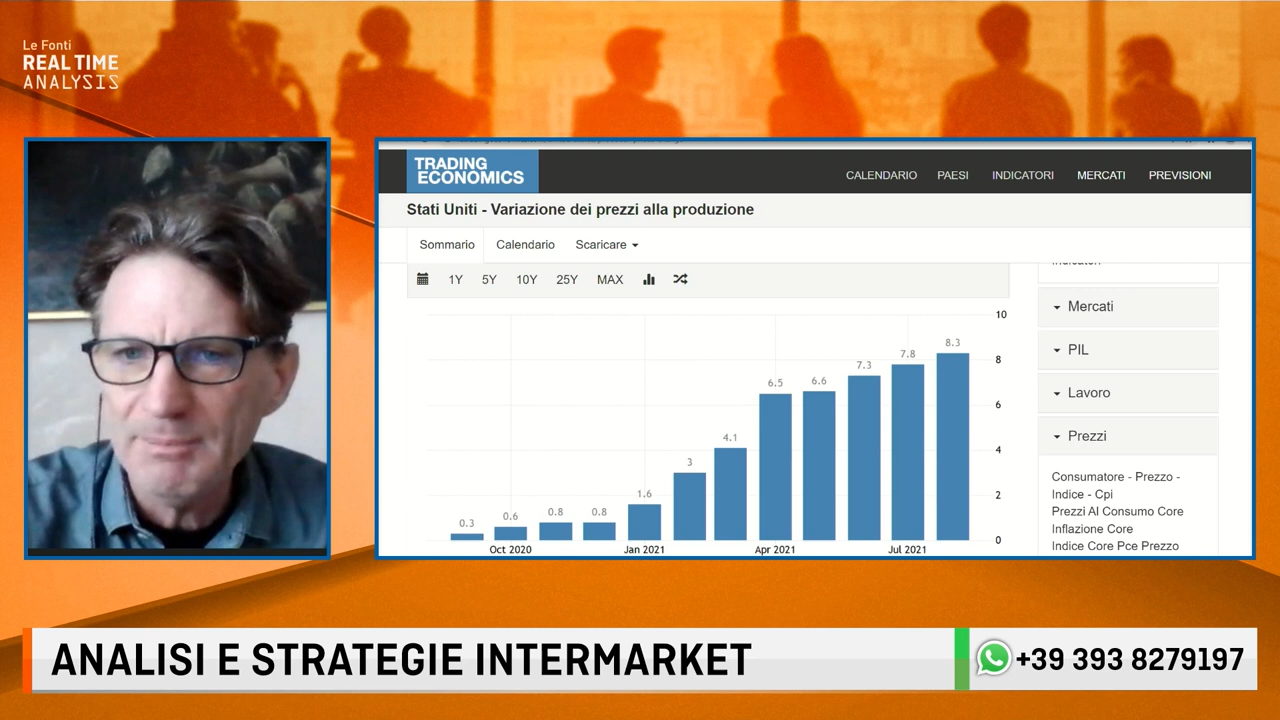 Le Fonti
REAL TIME
ANALYSIS
TRADING
ECONOMICS
CALENDARIO PAESI INDICATORI MERCATI PREVISIONI
Stati Uniti - Variazione dei prezzi alla produzione
Sommario Calendario Scaricare
1Y 5Y 10Y 25Y MAX
Indicatori
Mercati
PIL
Lavoro
Prezzi
Consumatore - Prezzo -
Indice - Cpi
Prezzi Al Consumo Core
Inflazione Core
Indice Core Pce Prezzo
10
8
6
4
2
0
0.3 0.6 0.8 0.8 1.6 3 4.1 6.5 6.6 7.3 7.8 8.3
Oct 2020 Jan 2021 Apr 2021 Jul 2021
ANALISI E STRATEGIE INTERMARKET
+39 393 8279197